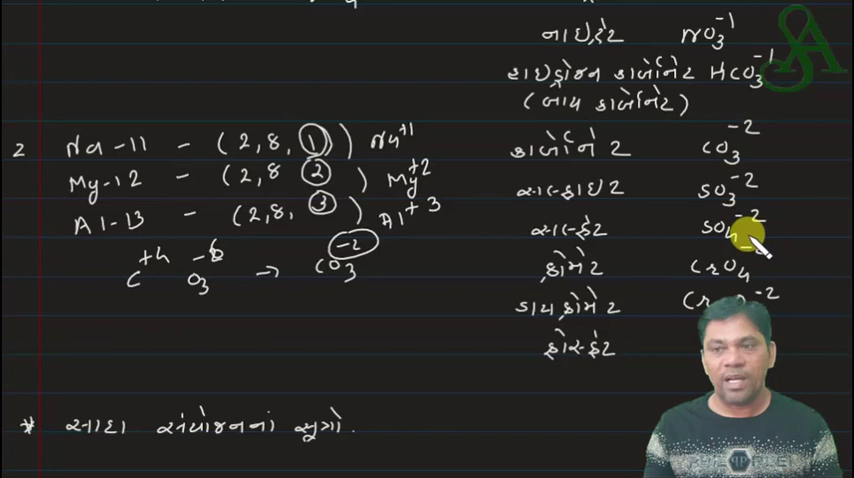 નાઇટ્રેટ NO3^-1
હાઇડ્રોજન કાર્બોનેટ HCO3^-1
(બાય કાર્બોનેટ)
2 Na-11 - (2,8,1) Na^+1
Mg-12 - (2,8 2) Mg^+2
Al-13 - (2,8,3) Al^+3
C^+4 O3^-6 → CO3^-2
કાર્બોનેટ CO3^-2
સલ્ફાઇટ SO3^-2
સલ્ફેટ SO4^-2
ક્રોમેટ CrO4
ડાયક્રોમેટ Cr -2
ફોસ્ફેટ
* સાદા સંયોજનનાં સૂત્રો.